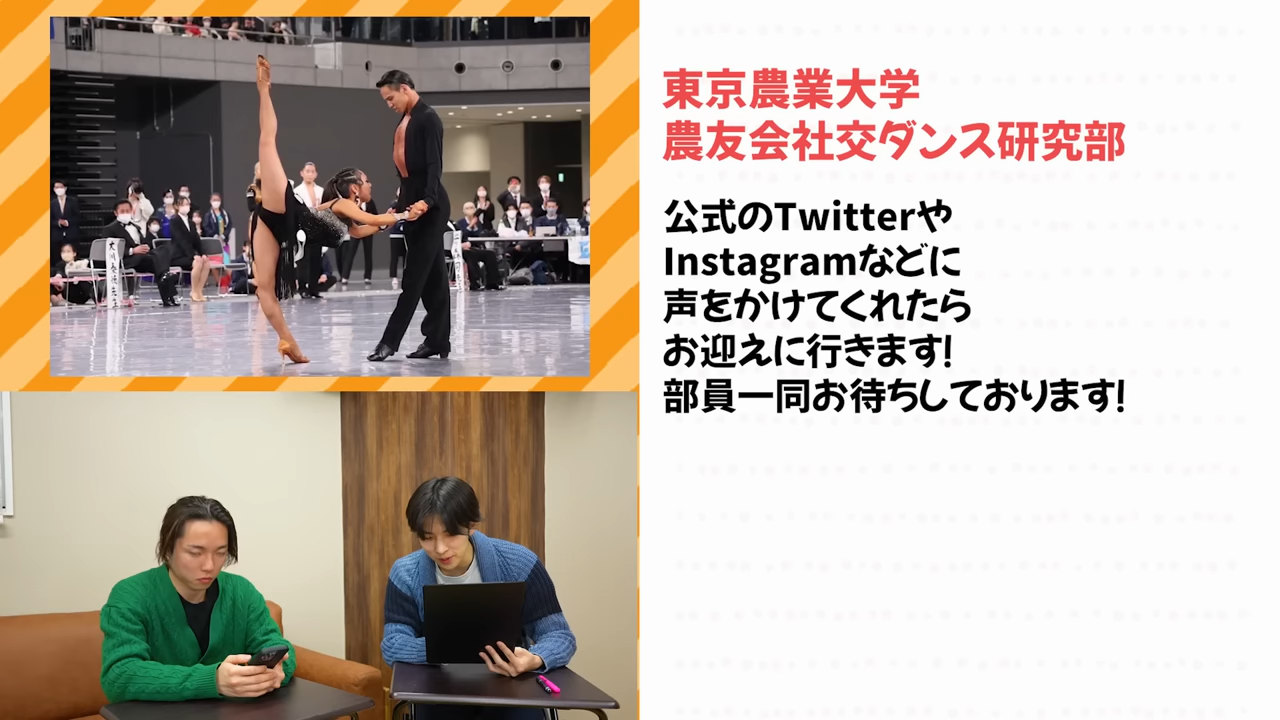 東京農業大学
農友会社交ダンス研究部
公式のTwitterや
Instagramなどに
声をかけてくれたら
お迎えに行きます!
部員一同お待ちしております!